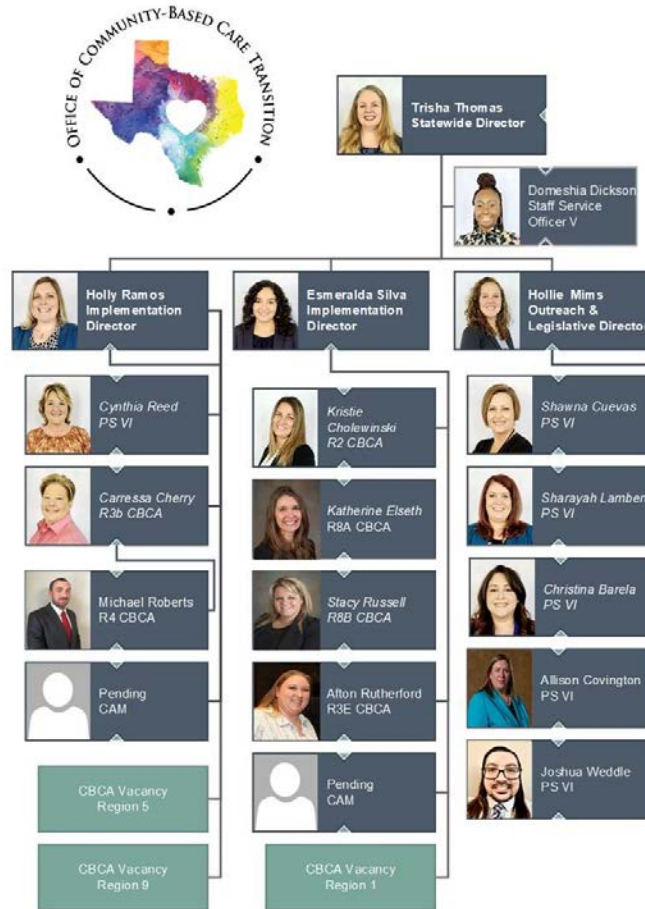 OFFICE OF COMMUNITY-BASED CARE TRANSITION
Trisha Thomas
Statewide Director
Domeshia Dickson
Staff Service
Officer V
Holly Ramos
Implementation
Director
Esmeralda Silva
Implementation
Director
Hollie Mims
Outreach &
Legislative Director
Cynthia Reed
PS VI
Carressa Cherry
R3b CBCA
Michael Roberts
R4 CBCA
Pending
CAM
CBCA Vacancy
Region 5
CBCA Vacancy
Region 9
Kristie
Cholewinski
R2 CBCA
Katherine Elseth
R8A CBCA
Stacy Russell
R8B CBCA
Afton Rutherford
R3E CBCA
Pending
CAM
CBCA Vacancy
Region 1
Shawna Cuevas
PS VI
Sharayah Lamber
PS VI
Christina Barela
PS VI
Allison Covington
PS VI
Joshua Weddle
PS VI